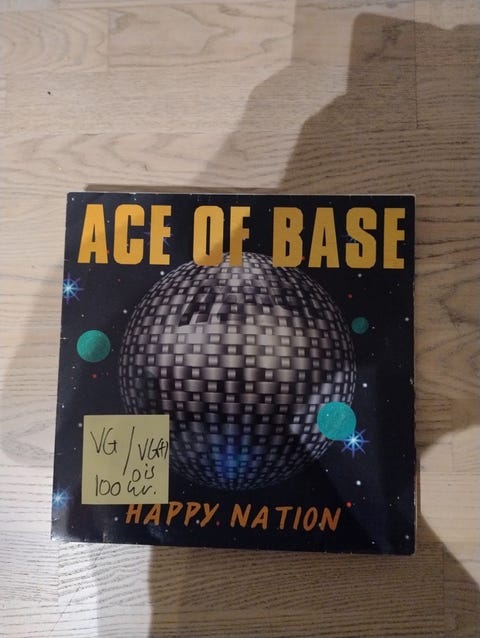 ACE OF BASE
VG / VG(+)
100 kr.
HAPPY NATION